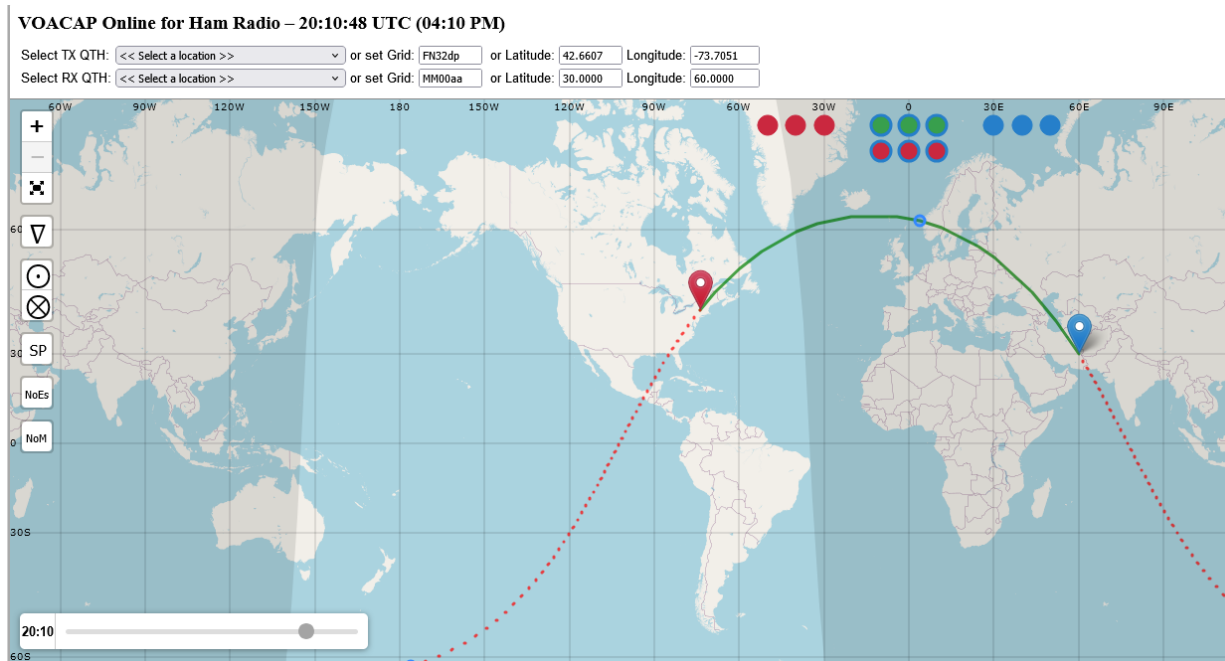 VOACAP Online for Ham Radio – 20:10:48 UTC (04:10 PM)
Select TX QTH: << Select a location >> or set Grid: FN32dp or Latitude: 42.6607 Longitude: -73.7051
Select RX QTH: << Select a location >> or set Grid: MM00aa or Latitude: 30.0000 Longitude: 60.0000
60W 90W 120W 150W 180 150W 120W 90W 60W 30W 0 30E 60E 90E
+
−
60
SP
30
NoEs
NoM
0
30S
20:10
60S